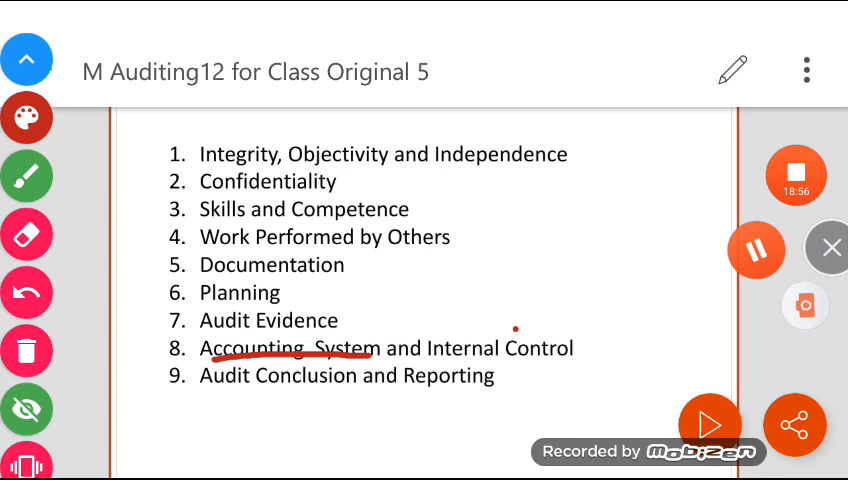 M Auditing12 for Class Original 5
1. Integrity, Objectivity and Independence
2. Confidentiality
3. Skills and Competence
4. Work Performed by Others
5. Documentation
6. Planning
7. Audit Evidence
8. Accounting System and Internal Control
9. Audit Conclusion and Reporting
18:56
Recorded by mobizen